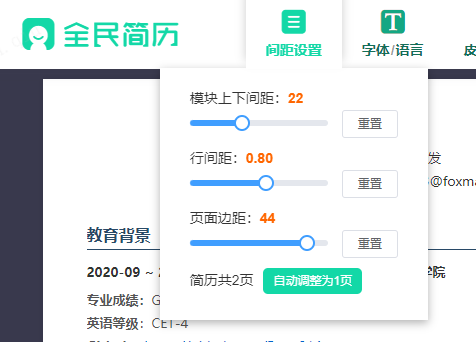 全民简历
间距设置
字体/语言
模块上下间距：22
重置
行间距：0.80
重置
页面边距：44
重置
简历共2页
自动调整为1页
发
@foxm
教育背景
2020-09 ~
学院
专业成绩：G
英语等级：CET-4